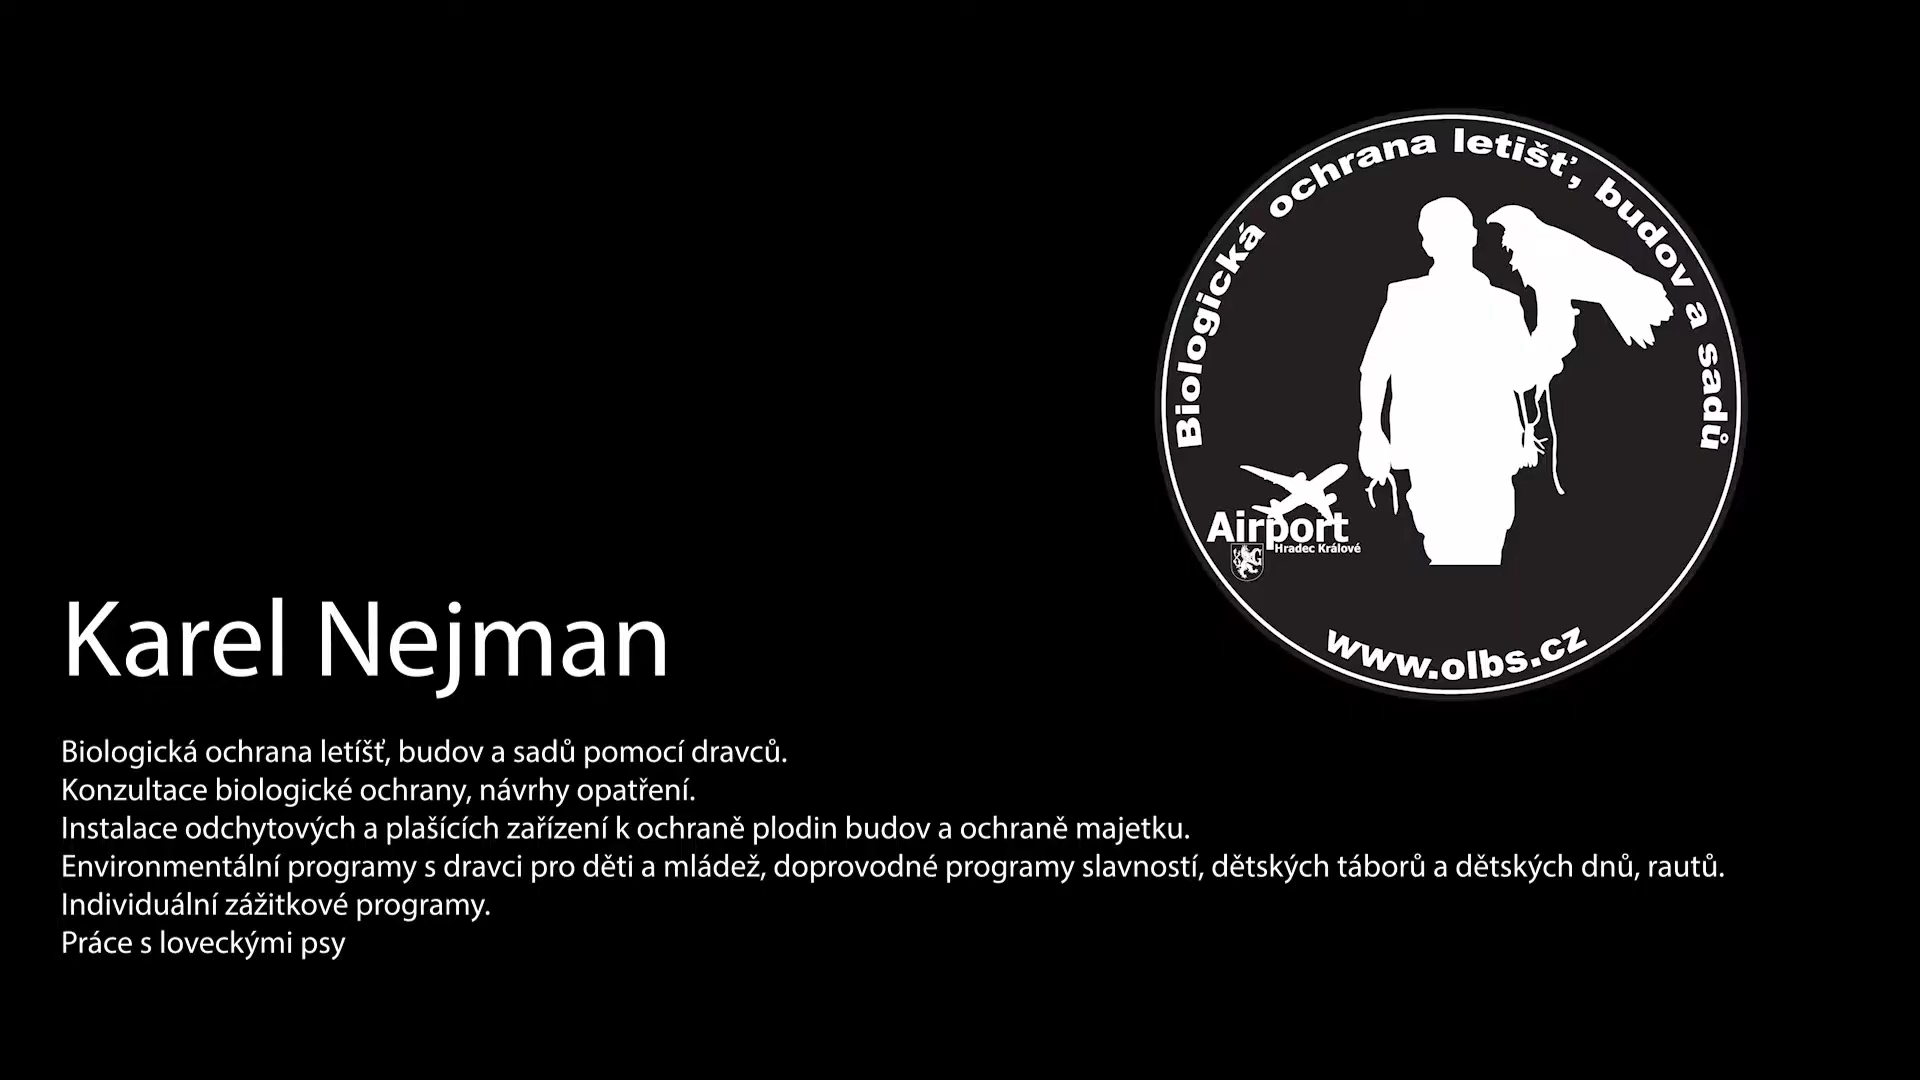 Biologická ochrana letišť, budov a sadů
Airport
Hradec Králové
www.olbs.cz
Karel Nejman
Biologická ochrana letíšť, budov a sadů pomocí dravců.
Konzultace biologické ochrany, návrhy opatření.
Instalace odchytových a plašících zařízení k ochraně plodin budov a ochraně majetku.
Environmentální programy s dravci pro děti a mládež, doprovodné programy slavností, dětských táborů a dětských dnů, rautů.
Individuální zážitkové programy.
Práce s loveckými psy